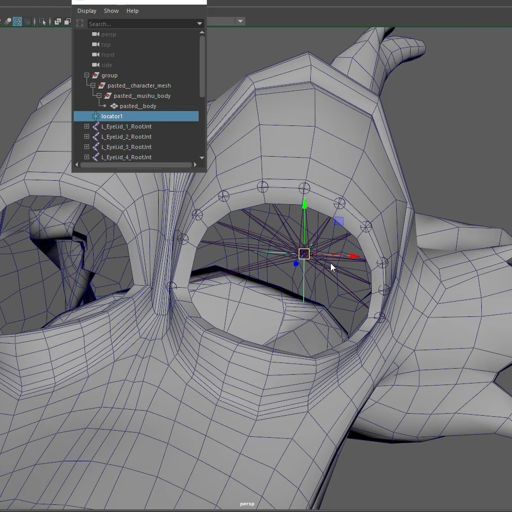 Display Show Help
Search...
persp
top
front
side
group
pasted__character_mesh
pasted__mushu_body
pasted__body
locator1
L_EyeLid_1_RootJnt
L_EyeLid_2_RootJnt
L_EyeLid_3_RootJnt
L_EyeLid_4_RootJnt
persp